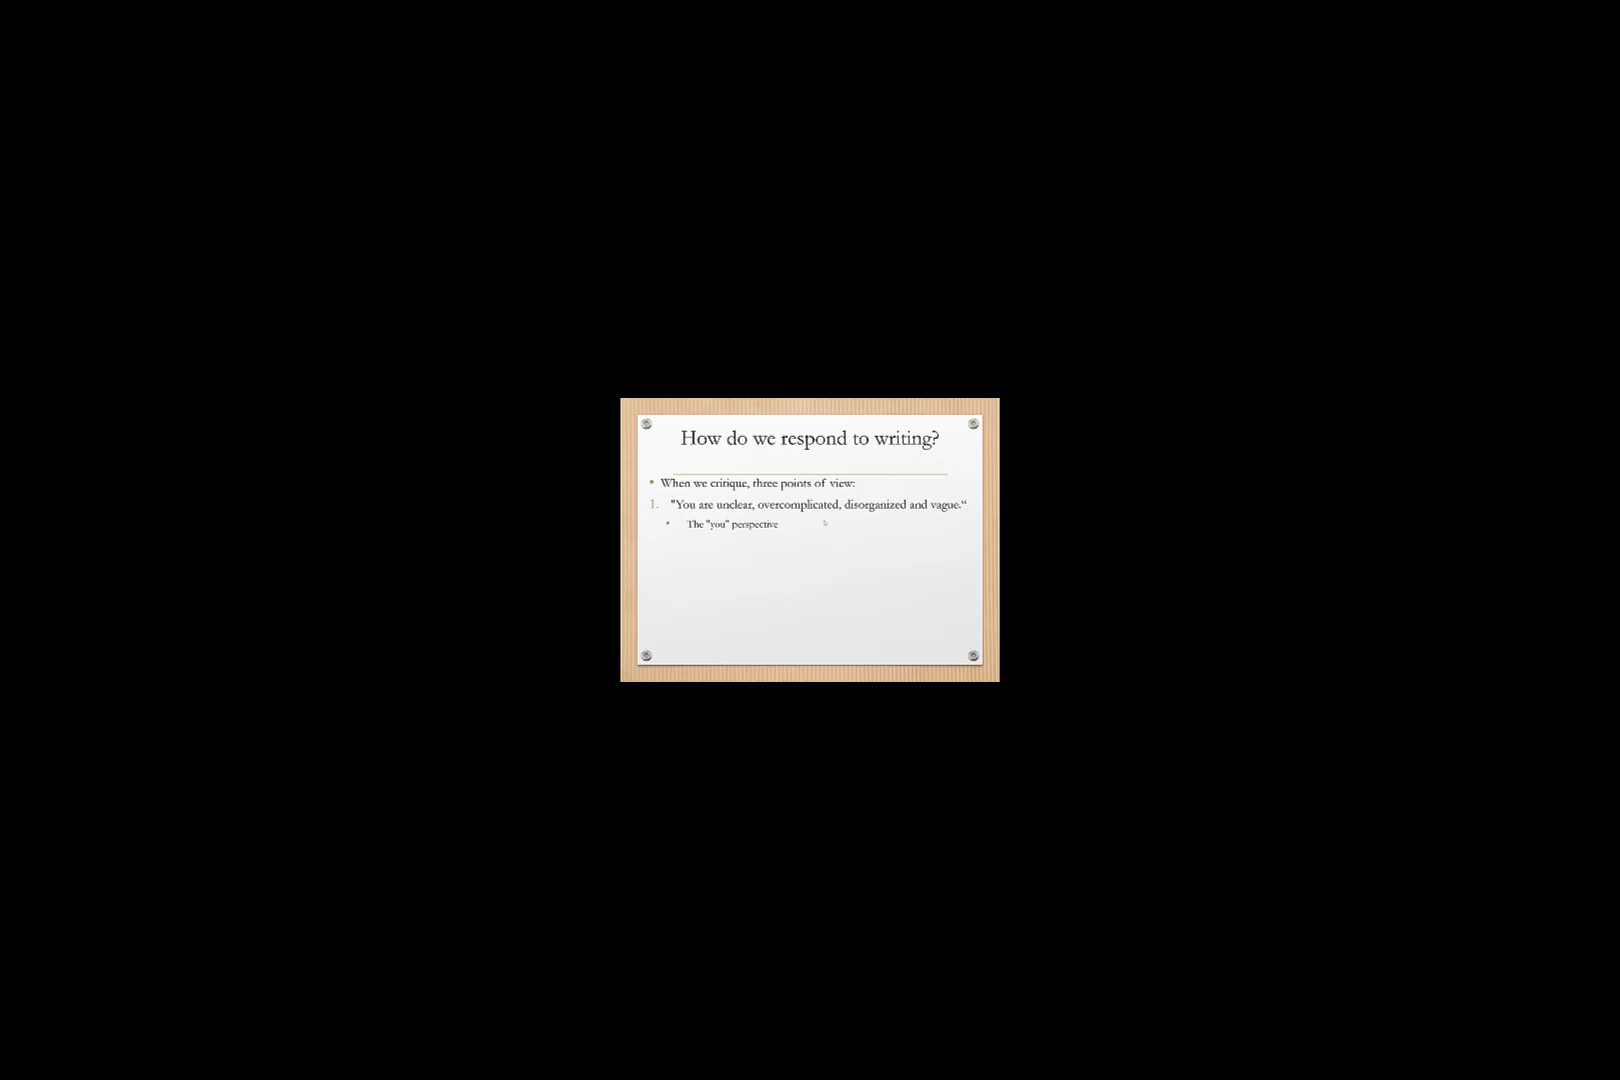 How do we respond to writing?
• When we critique, three points of view:
1. "You are unclear, overcomplicated, disorganized and vague.“
• The "you" perspective